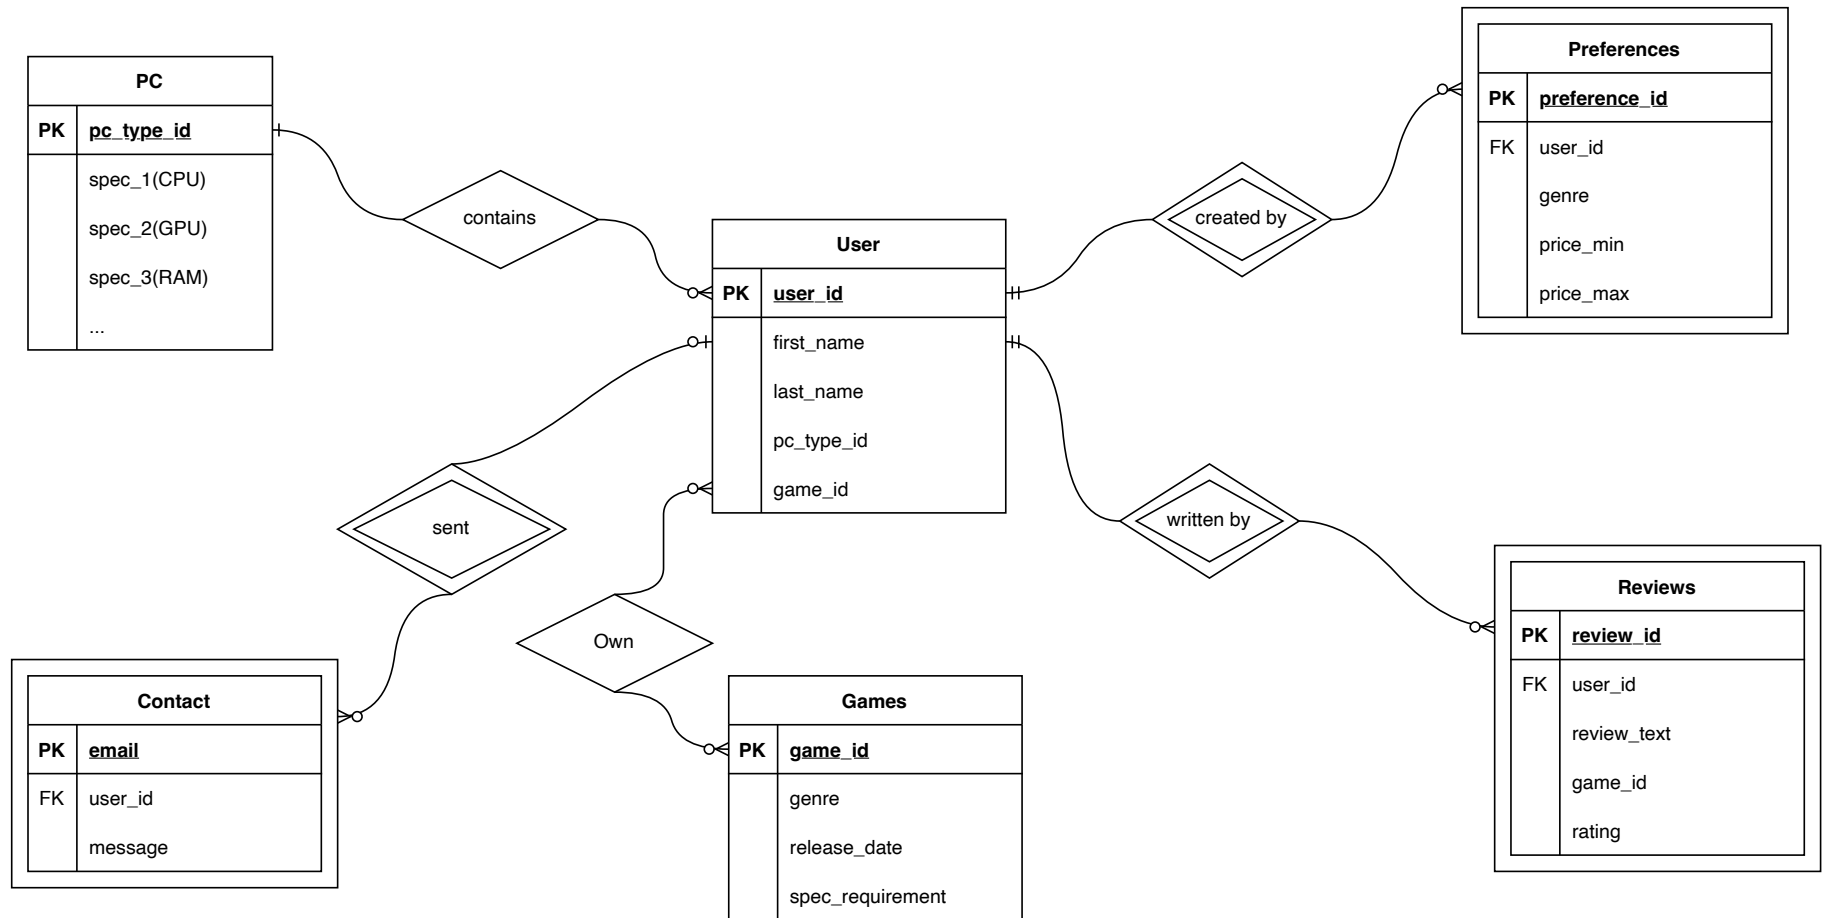 PC
PK pc_type_id
spec_1(CPU)
spec_2(GPU)
spec_3(RAM)
...
contains
User
PK user_id
first_name
last_name
pc_type_id
game_id
created by
Preferences
PK preference_id
FK user_id
genre
price_min
price_max
sent
Own
written by
Contact
PK email
FK user_id
message
Games
PK game_id
genre
release_date
spec_requirement
Reviews
PK review_id
FK user_id
review_text
game_id
rating